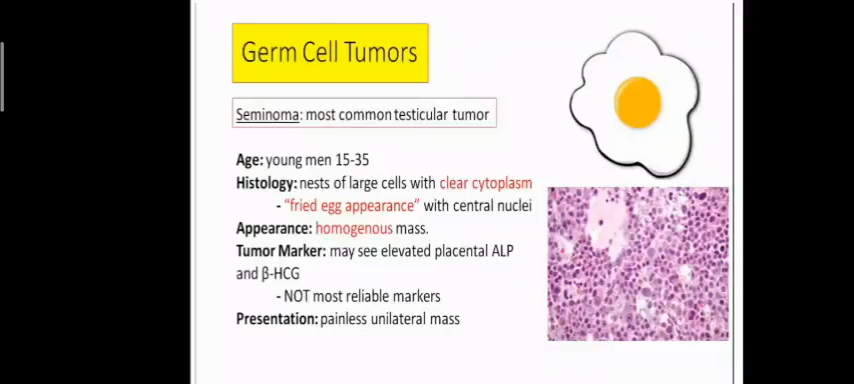 Germ Cell Tumors
Seminoma: most common testicular tumor
Age: young men 15-35
Histology: nests of large cells with clear cytoplasm
- “fried egg appearance” with central nuclei
Appearance: homogenous mass.
Tumor Marker: may see elevated placental ALP
and β-HCG
- NOT most reliable markers
Presentation: painless unilateral mass